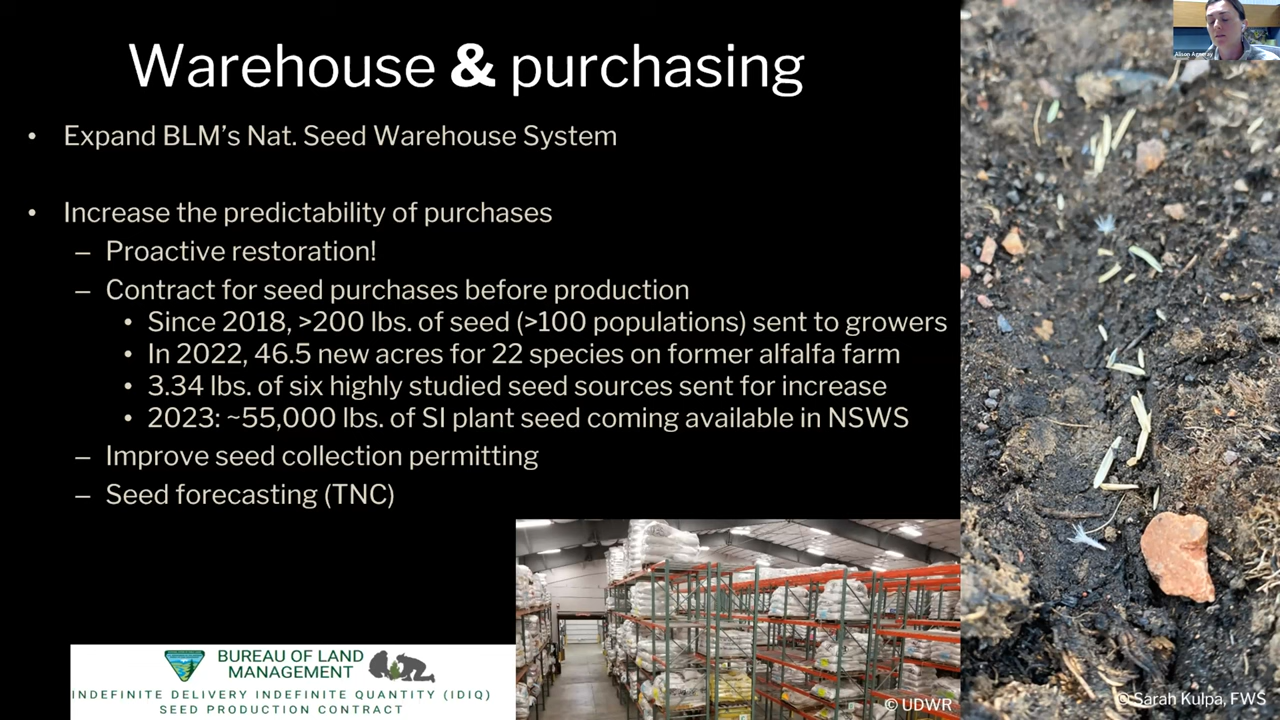 Warehouse & purchasing
• Expand BLM’s Nat. Seed Warehouse System
• Increase the predictability of purchases
– Proactive restoration!
– Contract for seed purchases before production
• Since 2018, >200 lbs. of seed (>100 populations) sent to growers
• In 2022, 46.5 new acres for 22 species on former alfalfa farm
• 3.34 lbs. of six highly studied seed sources sent for increase
• 2023: ~55,000 lbs. of SI plant seed coming available in NSWS
– Improve seed collection permitting
– Seed forecasting (TNC)
BUREAU OF LAND
MANAGEMENT
INDEFINITE DELIVERY INDEFINITE QUANTITY (IDIQ)
SEED PRODUCTION CONTRACT
© UDWR
© Sarah Kulpa, FWS
Alison Agneray